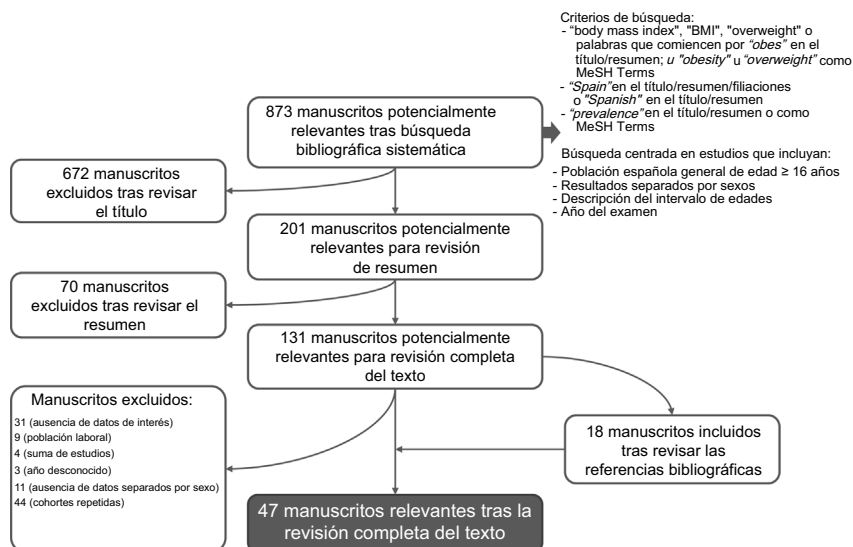 Criterios de búsqueda:
- “body mass index", "BMI", "overweight" o
palabras que comiencen por “obes” en el
título/resumen; u "obesity" u “overweight” como
MeSH Terms
- “Spain” en el título/resumen/filiaciones
o "Spanish" en el título/resumen
- “prevalence” en el título/resumen o como
MeSH Terms
Búsqueda centrada en estudios que incluyan:
- Población española general de edad ≥ 16 años
- Resultados separados por sexos
- Descripción del intervalo de edades
- Año del examen
873 manuscritos potencialmente
relevantes tras búsqueda
bibliográfica sistemática
672 manuscritos
excluidos tras revisar
el título
201 manuscritos potencialmente
relevantes para revisión
de resumen
70 manuscritos
excluidos tras revisar el
resumen
131 manuscritos potencialmente
relevantes para revisión completa
del texto
Manuscritos excluidos:
31 (ausencia de datos de interés)
9 (población laboral)
4 (suma de estudios)
3 (año desconocido)
11 (ausencia de datos separados por sexo)
44 (cohortes repetidas)
18 manuscritos incluidos
tras revisar las
referencias bibliográficas
47 manuscritos relevantes tras la
revisión completa del texto